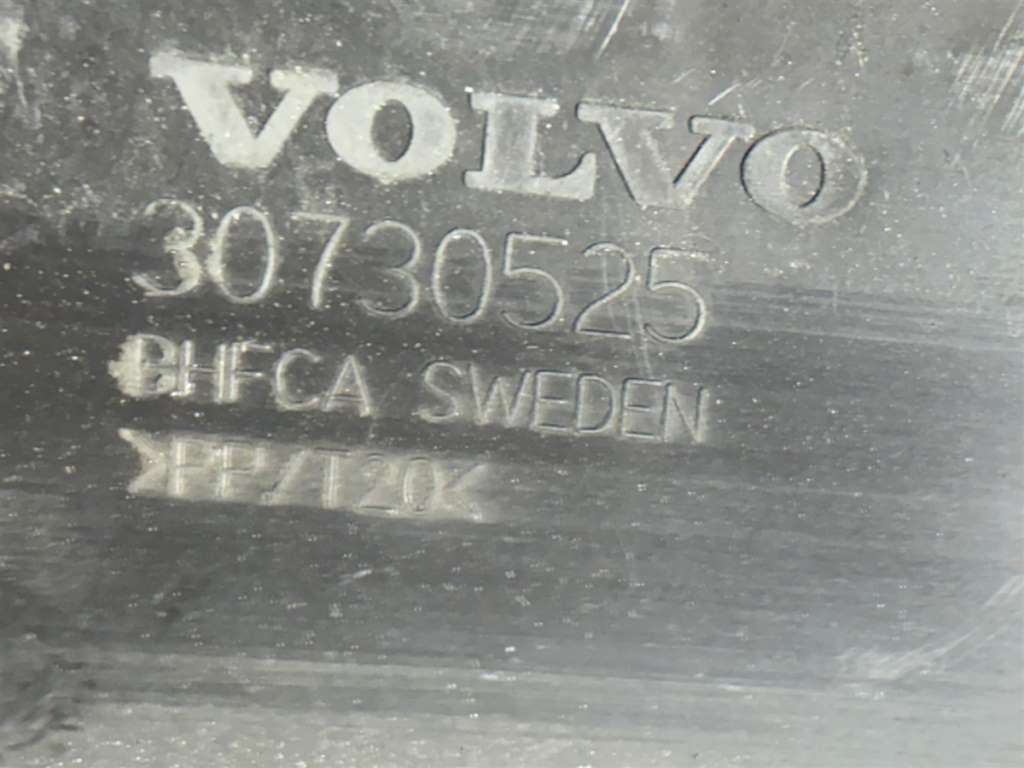 VOLVO
30730525
BHFCA SWEDEN
>PP/T20<